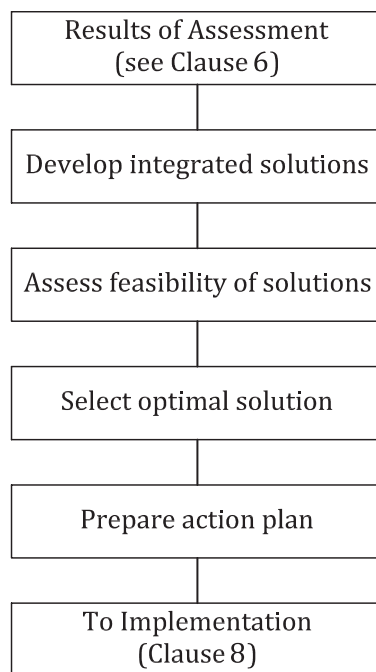 Results of Assessment
(see Clause 6)
Develop integrated solutions
Assess feasibility of solutions
Select optimal solution
Prepare action plan
To Implementation
(Clause 8)